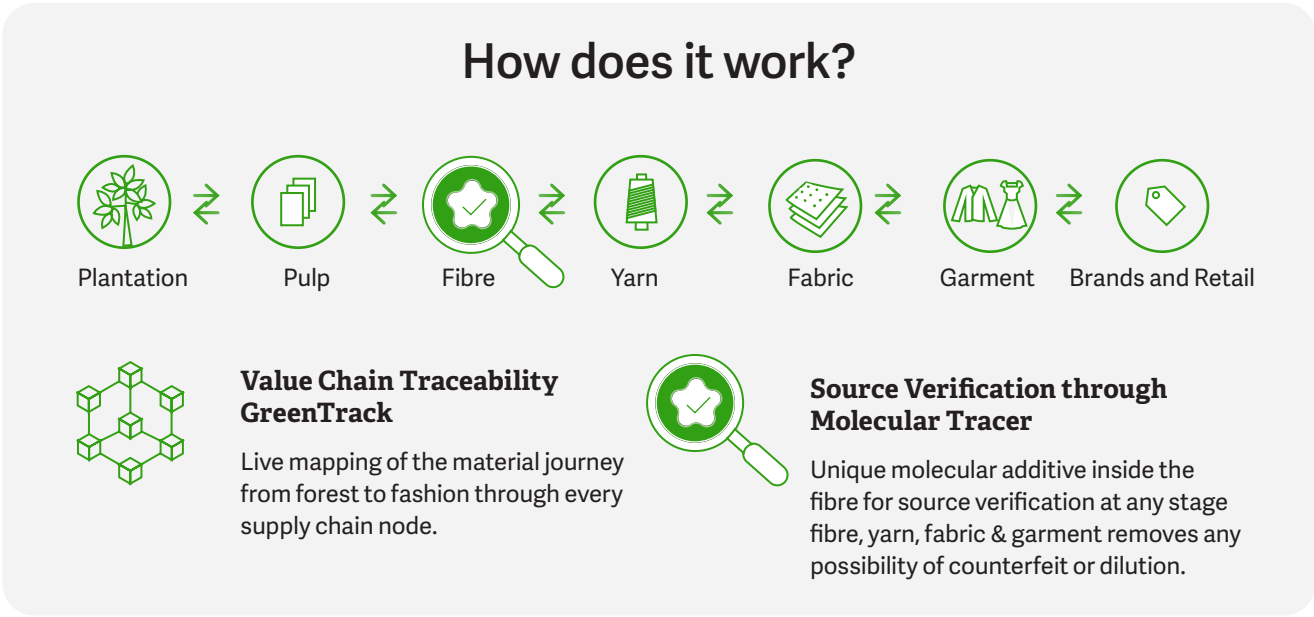 How does it work?
Plantation
Pulp
Fibre
Yarn
Fabric
Garment
Brands and Retail
Value Chain Traceability
GreenTrack
Live mapping of the material journey
from forest to fashion through every
supply chain node.
Source Verification through
Molecular Tracer
Unique molecular additive inside the
fibre for source verification at any stage
fibre, yarn, fabric & garment removes any
possibility of counterfeit or dilution.